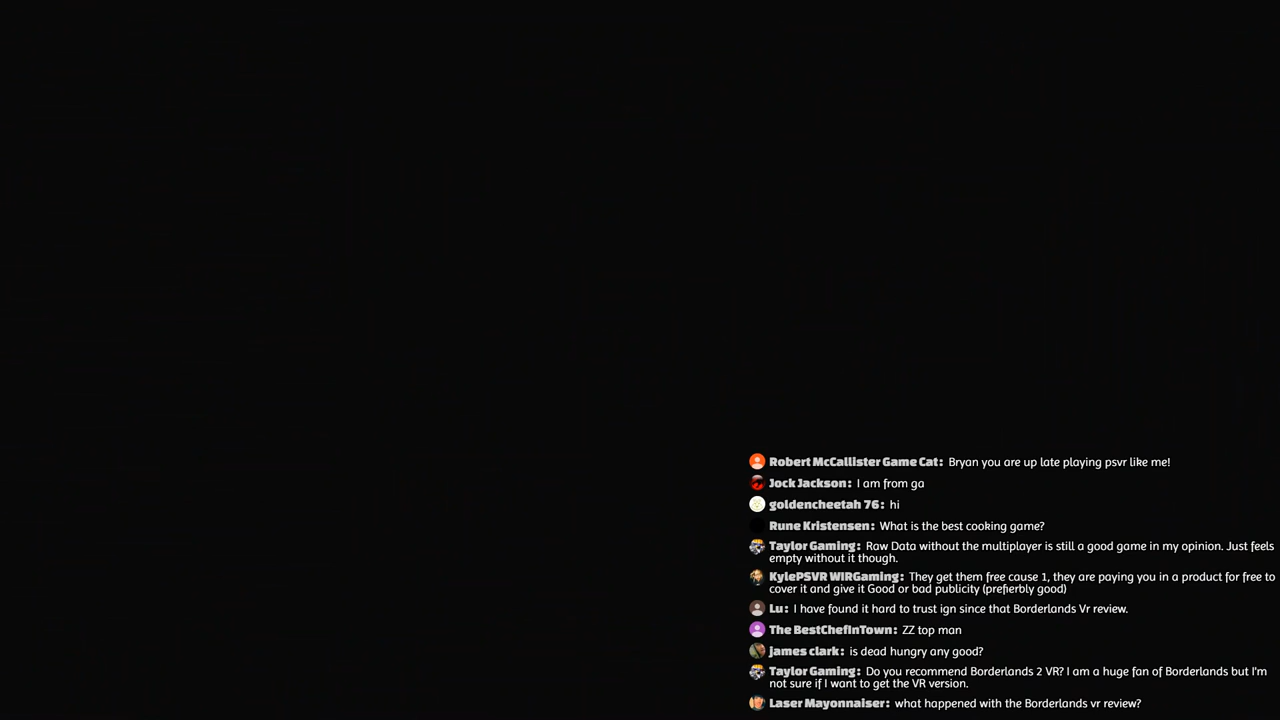 Robert McCallister Game Cat: Bryan you are up late playing psvr like me!
Jock Jackson: I am from ga
goldencheetah 76: hi
Rune Kristensen: What is the best cooking game?
Taylor Gaming: Raw Data without the multiplayer is still a good game in my opinion. Just feels
empty without it though.
KylePSVR WIRGaming: They get them free cause 1, they are paying you in a product for free to
cover it and give it Good or bad publicity (prefierbly good)
Lu: I have found it hard to trust ign since that Borderlands Vr review.
The BestChefInTown: ZZ top man
james clark: is dead hungry any good?
Taylor Gaming: Do you recommend Borderlands 2 VR? I am a huge fan of Borderlands but I'm
not sure if I want to get the VR version.
Laser Mayonnaiser: what happened with the Borderlands vr review?